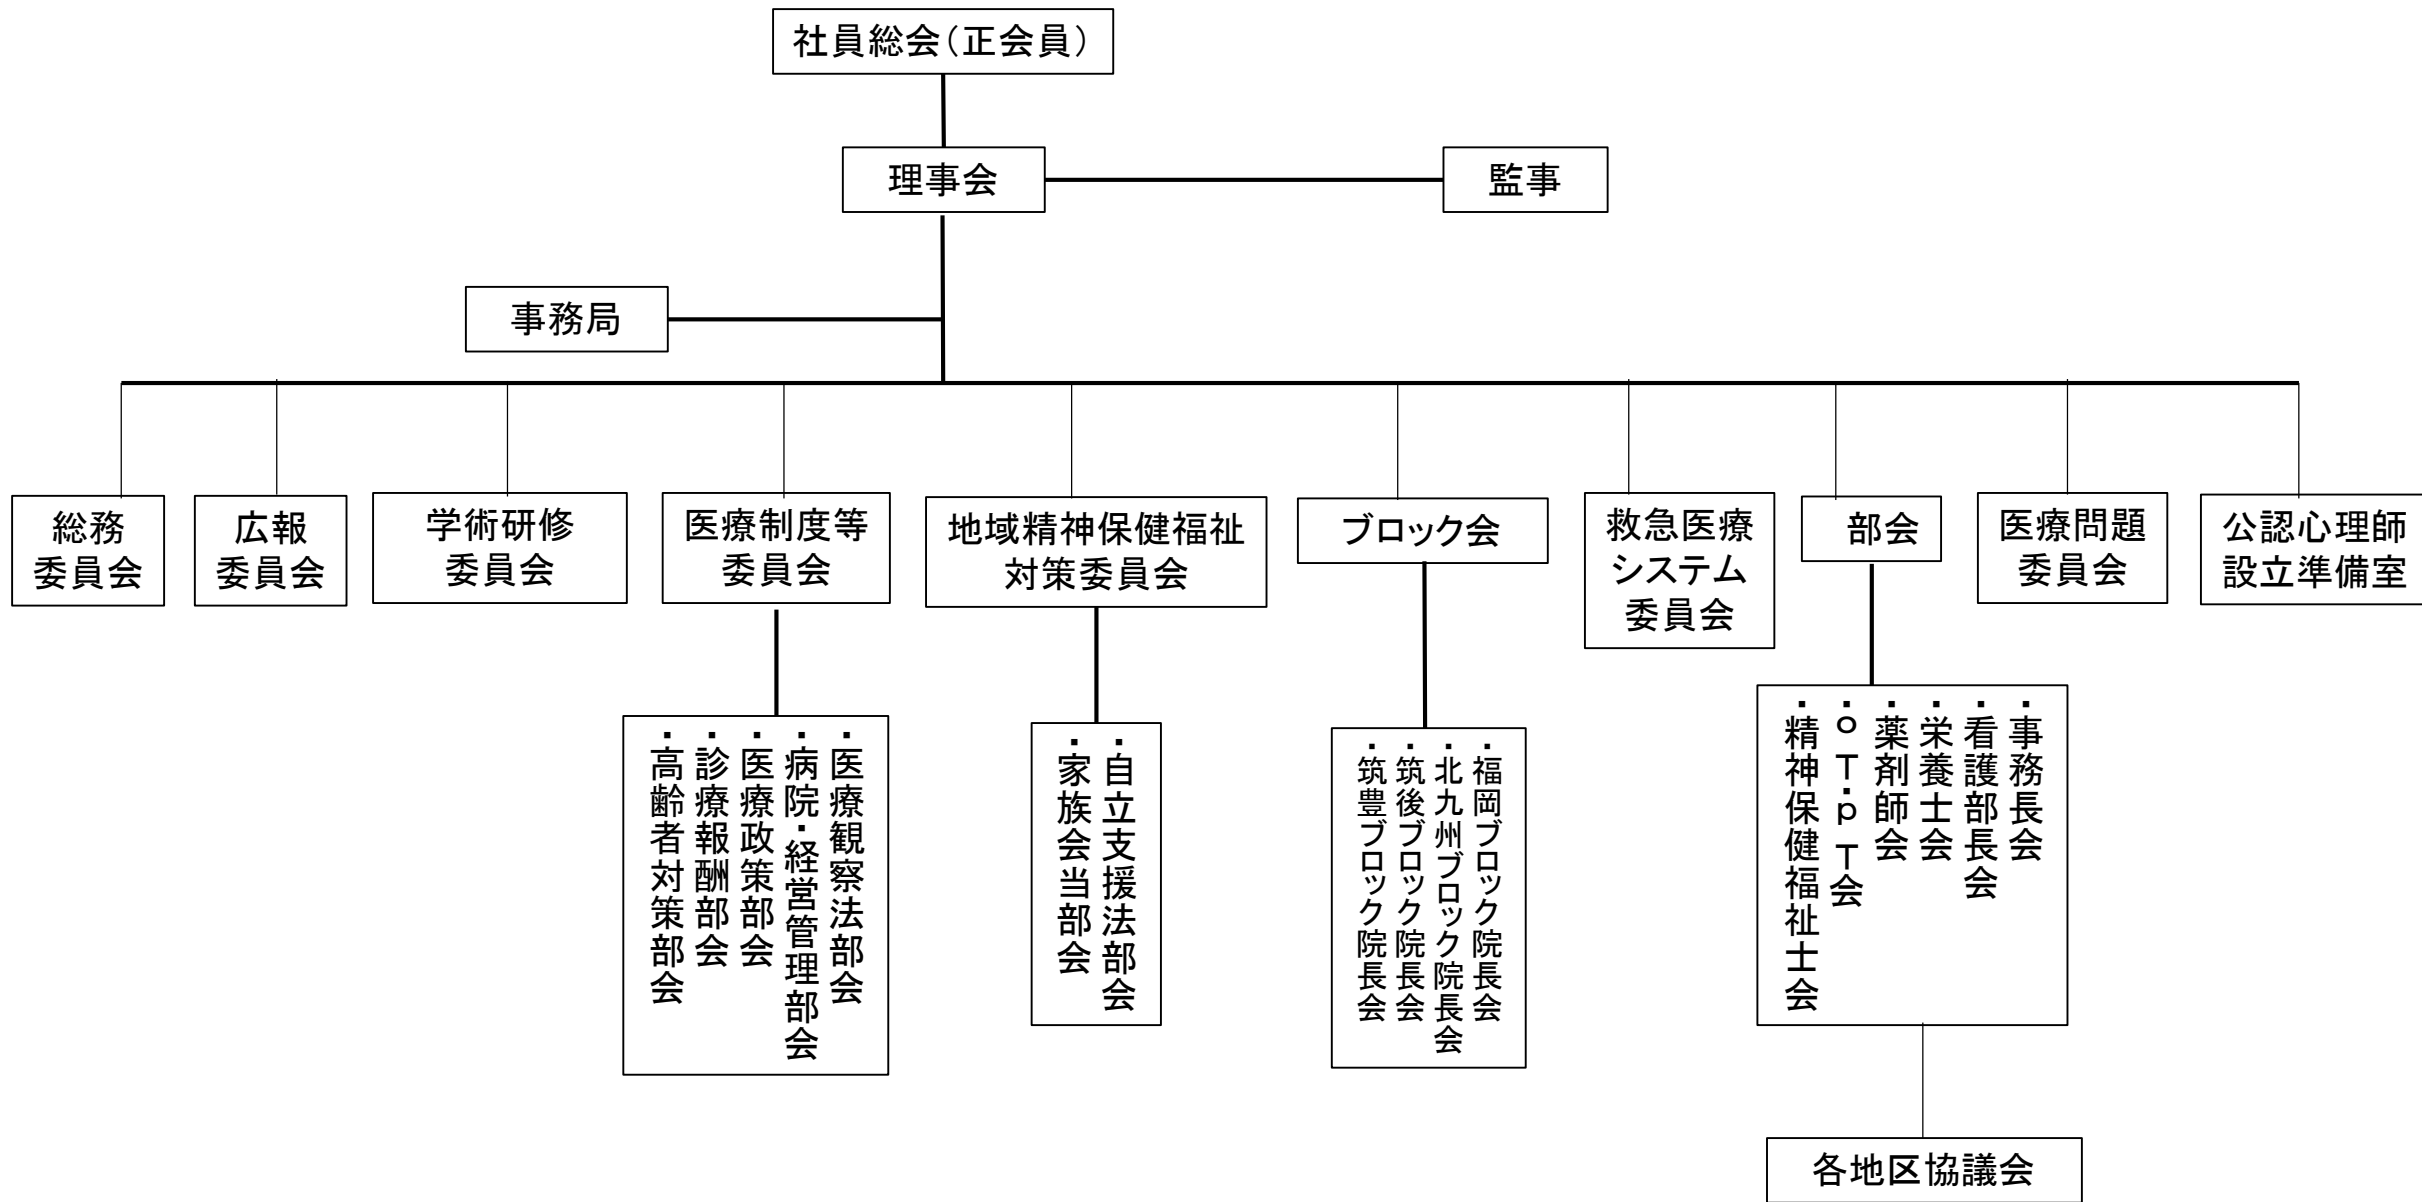 社員総会(正会員)
理事会
監事
事務局
総務
委員会
広報
委員会
学術研修
委員会
医療制度等
委員会
地域精神保健福祉
対策委員会
ブロック会
救急医療
システム
委員会
部会
医療問題
委員会
公認心理師
設立準備室
・医療観察法部会
・病院・経営管理部会
・医療政策部会
・診療報酬部会
・高齢者対策部会
・自立支援法部会
・家族会当部会
・福岡ブロック院長会
・北九州ブロック院長会
・筑後ブロック院長会
・筑豊ブロック院長会
・事務長会
・看護部長会
・栄養士会
・薬剤師会
・oT・pT会
・精神保健福祉士会
各地区協議会